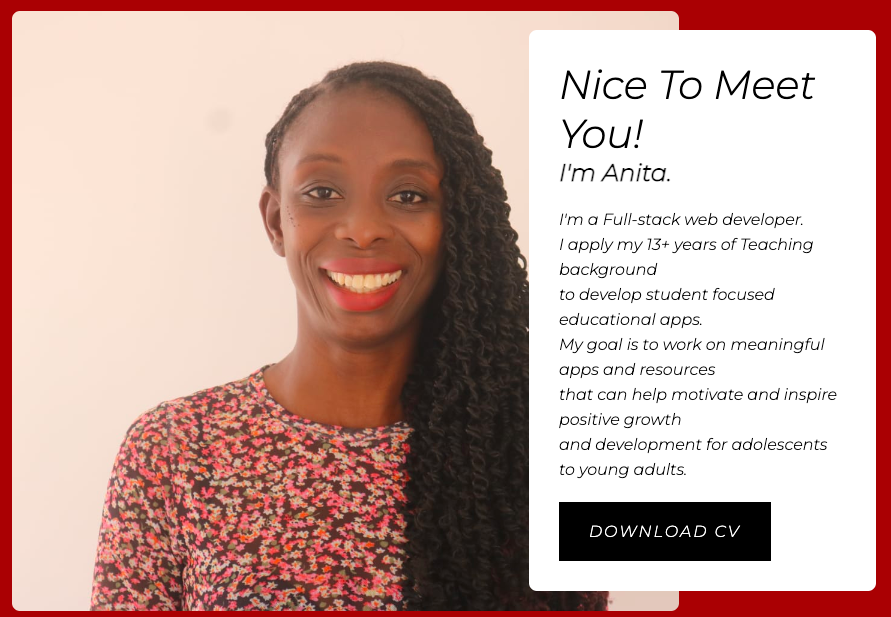 Nice To Meet
You!
I'm Anita.
I'm a Full-stack web developer.
I apply my 13+ years of Teaching
background
to develop student focused
educational apps.
My goal is to work on meaningful
apps and resources
that can help motivate and inspire
positive growth
and development for adolescents
to young adults.
DOWNLOAD CV